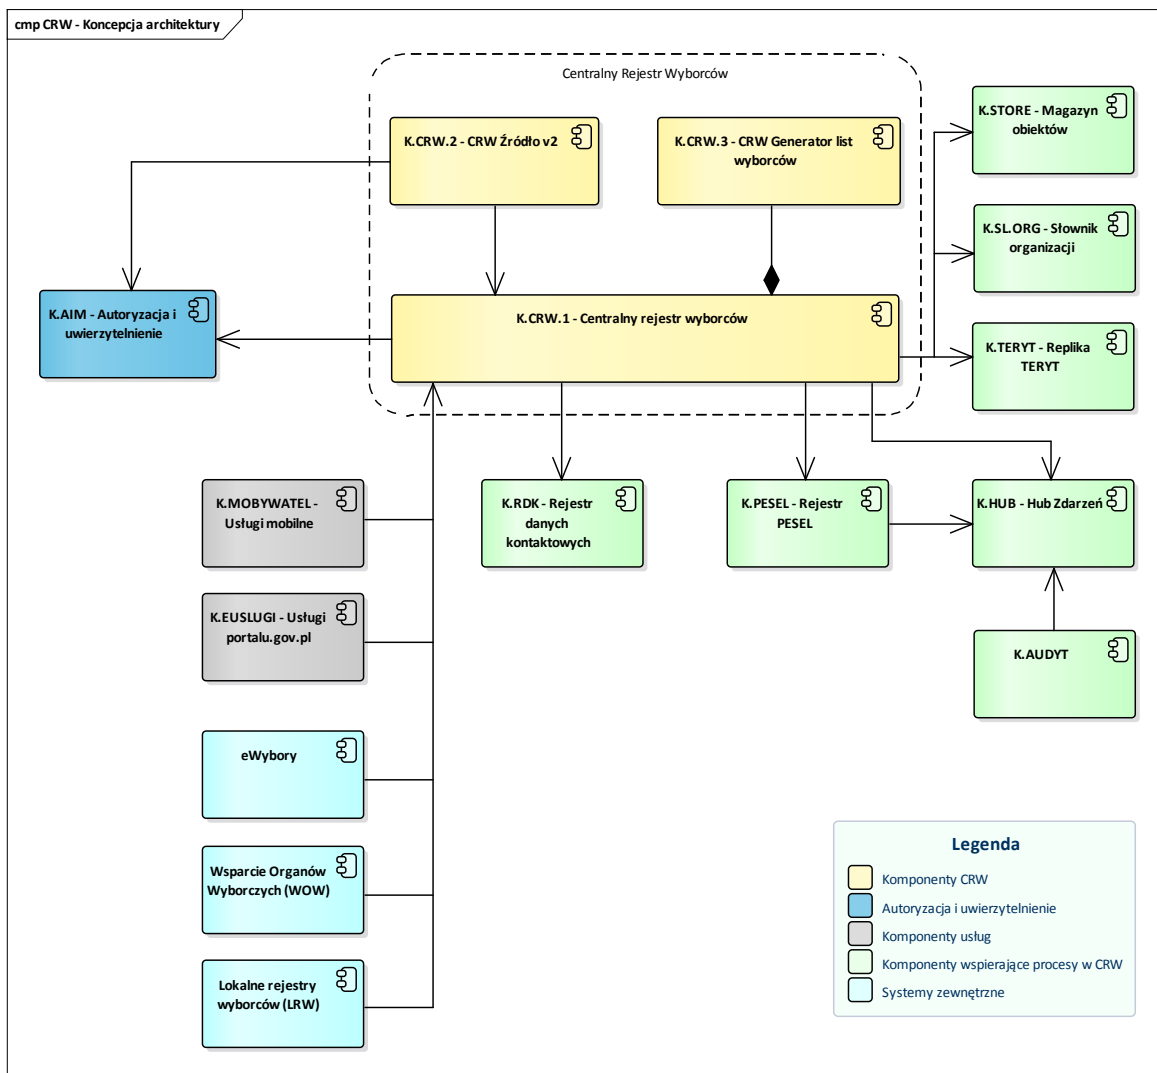 cmp CRW - Koncepcja architektury
Centralny Rejestr Wyborców
K.CRW.2 - CRW Źródło v2
K.CRW.3 - CRW Generator list
wyborców
K.STORE - Magazyn
obiektów
K.SL.ORG - Słownik
organizacji
K.AIM - Autoryzacja i
uwierzytelnienie
K.CRW.1 - Centralny rejestr wyborców
K.TERYT - Replika
TERYT
K.MOBYWATEL -
Usługi mobilne
K.RDK - Rejestr
danych
kontaktowych
K.PESEL - Rejestr
PESEL
K.HUB - Hub Zdarzeń
K.EUSLUGI - Usługi
portalu.gov.pl
K.AUDYT
eWybory
Wsparcie Organów
Wyborczych (WOW)
Lokalne rejestry
wyborców (LRW)
Legenda
Komponenty CRW
Autoryzacja i uwierzytelnienie
Komponenty usług
Komponenty wspierające procesy w CRW
Systemy zewnętrzne